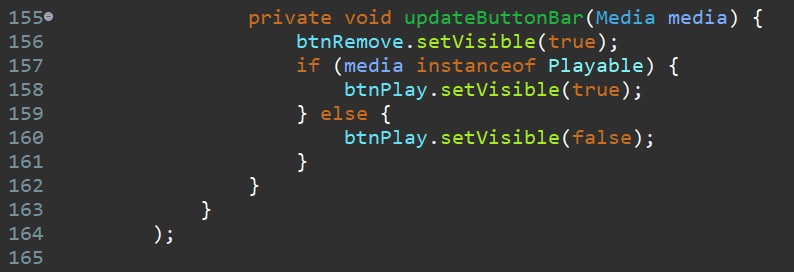 155 private void updateButtonBar(Media media) {
156 btnRemove.setVisible(true);
157 if (media instanceof Playable) {
158 btnPlay.setVisible(true);
159 } else {
160 btnPlay.setVisible(false);
161 }
162 }
163 }
164 );
165